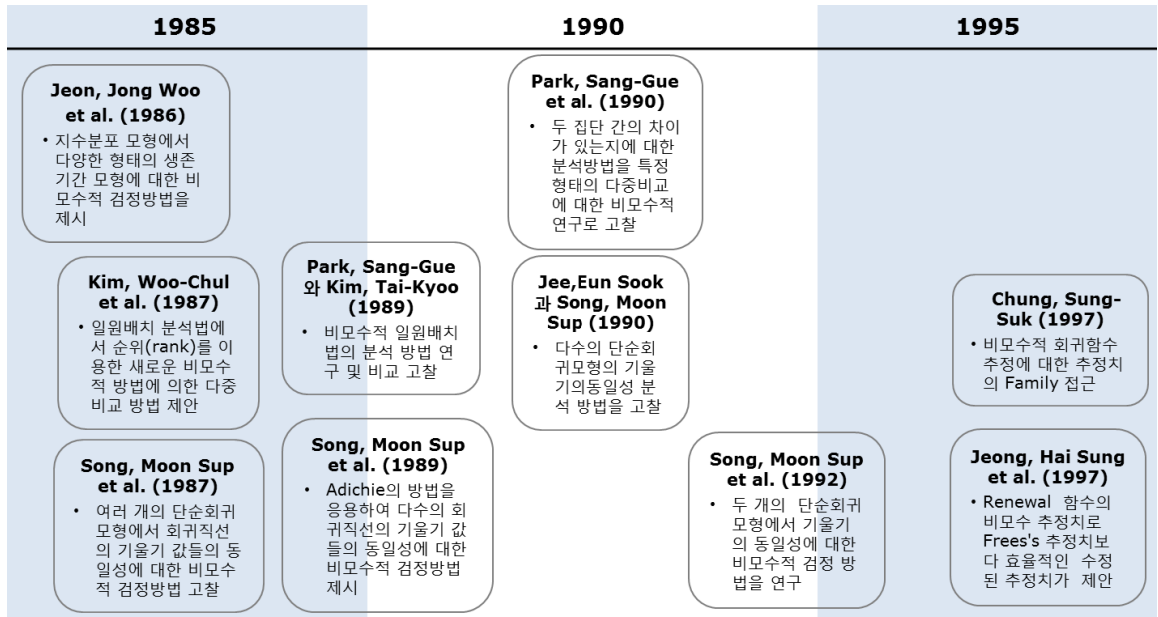 1985
1990
1995
Jeon, Jong Woo
et al. (1986)
• 지수분포 모형에서
다양한 형태의 생존
기간 모형에 대한 비
모수적 검정방법을
제시
Kim, Woo-Chul
et al. (1987)
• 일원배치 분석법에
서 순위(rank)를 이
용한 새로운 비모수
적 방법에 의한 다중
비교 방법 제안
Song, Moon Sup
et al. (1987)
• 여러 개의 단순회귀
모형에서 회귀직선
의 기울기 값들의 동
일성에 대한 비모수
적 검정방법 고찰
Park, Sang-Gue
와 Kim, Tai-Kyoo
(1989)
• 비모수적 일원배치
법의 분석 방법 연
구 및 비교 고찰
Song, Moon Sup
et al. (1989)
• Adichie의 방법을
응용하여 다수의 회
귀직선의 기울기 값
들의 동일성에 대한
비모수적 검정방법
제시
Park, Sang-Gue
et al. (1990)
• 두 집단 간의 차이
가 있는지에 대한
분석방법을 특정
형태의 다중비교
에 대한 비모수적
연구로 고찰
Jee,Eun Sook
과 Song, Moon
Sup (1990)
• 다수의 단순회
귀모형의 기울
기의동일성 분
석 방법을 고찰
Song, Moon Sup
et al. (1992)
• 두 개의 단순회귀
모형에서 기울기
의 동일성에 대한
비모수적 검정 방
법을 연구
Chung, Sung-
Suk (1997)
• 비모수적 회귀함수
추정에 대한 추정치
의 Family 접근
Jeong, Hai Sung
et al. (1997)
• Renewal 함수의
비모수 추정치로
Frees's 추정치보
다 효율적인 수정
된 추정치가 제안